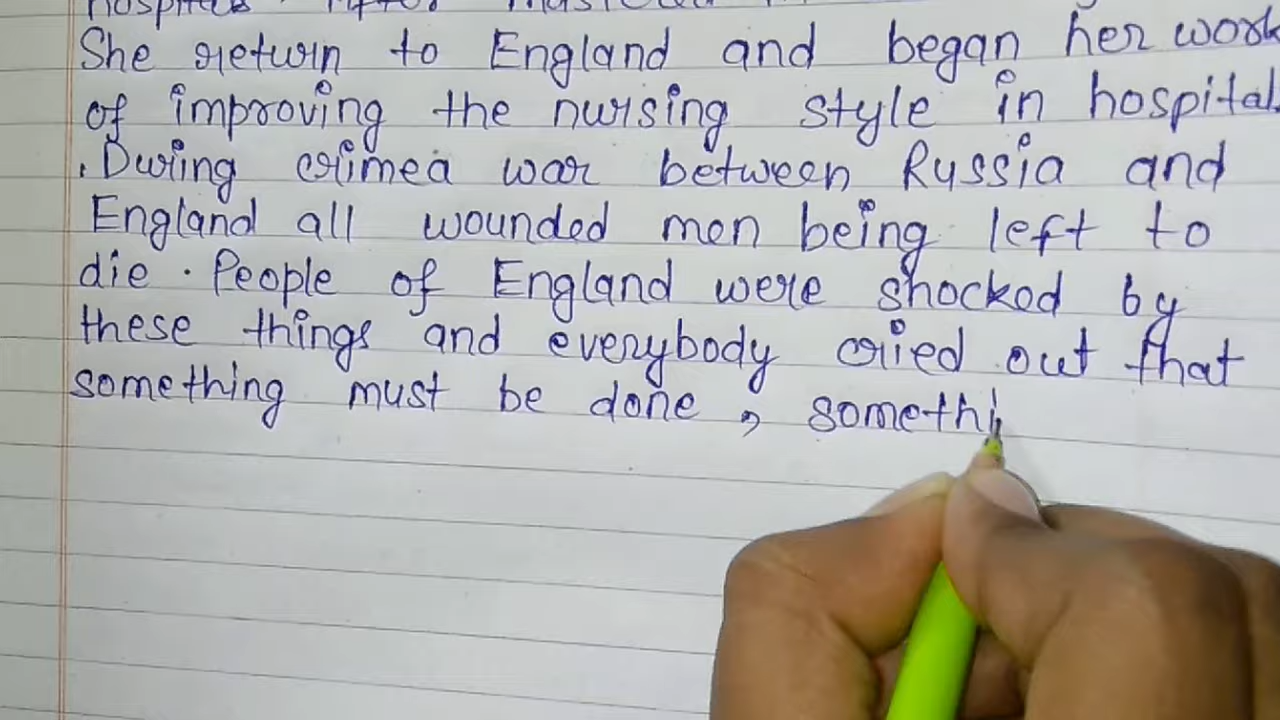 She return to England and began her work
of improving the nursing style in hospital
. During crimea war between Russia and
England all wounded men being left to
die . People of England were shocked by
these things and everybody cried out that
something must be done , somethi